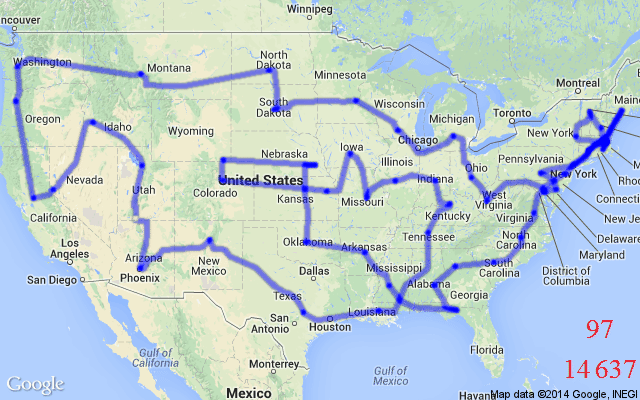 Winnipeg
Vancouver
Washington
Montana
North
Dakota
Minnesota
Montreal
Maine
Oregon
Idaho
South
Dakota
Wisconsin
Michigan
Toronto
New York
Wyoming
Chicago
Nebraska
Iowa
Illinois
Indiana
Ohio
Pennsylvania
New York
Nevada
Utah
Colorado
United States
Kansas
Missouri
West
Virginia
Kentucky
Virginia
Connecti
New Je
Delaware
Maryland
District of
Columbia
California
Los
Angeles
San Diego
Arizona
Phoenix
New
Mexico
Oklahoma
Arkansas
Tennessee
North
Carolina
South
Carolina
Dallas
Mississippi
Alabama
Georgia
Texas
San
Antonio
Houston
Louisiana
Florida
Gulf of
California
Monterrey
Gulf of
Mexico
Mexico
Havana
97
14 637
Google
Map data ©2014 Google, INEGI